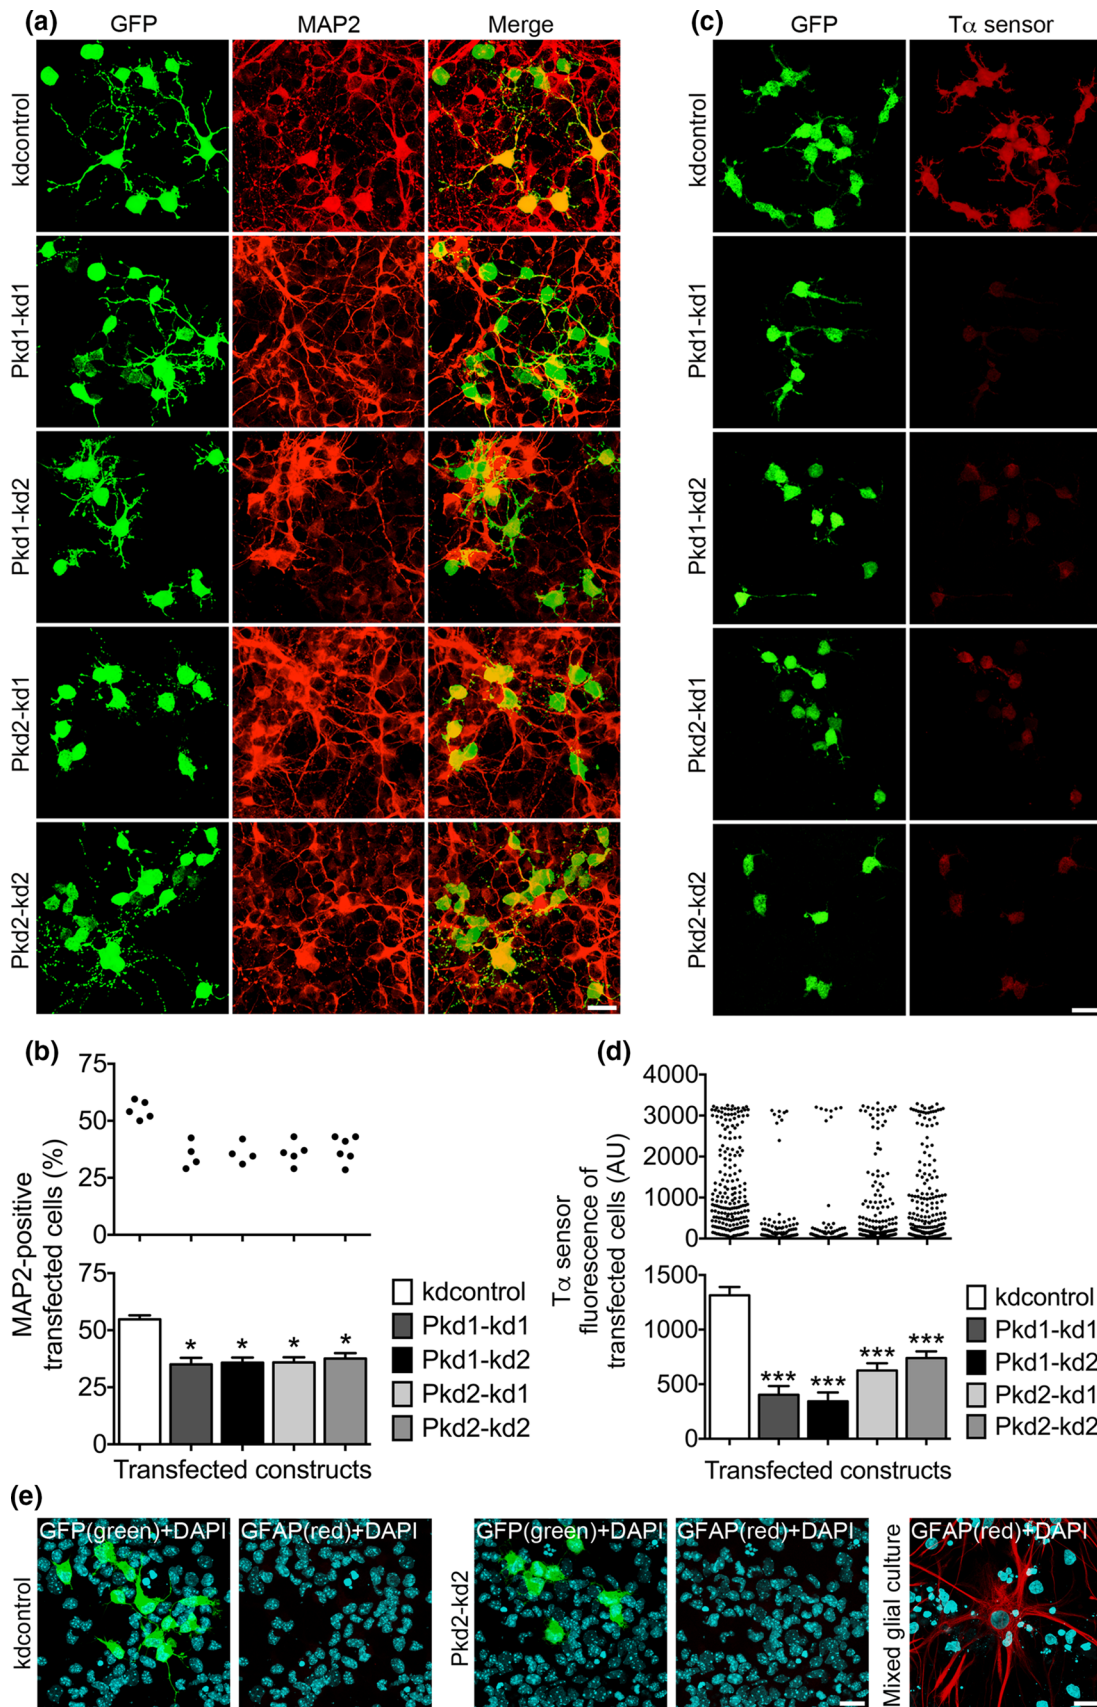 (a)
GFP
MAP2
Merge
kdcontrol
Pkd1-kd1
Pkd1-kd2
Pkd2-kd1
Pkd2-kd2
(c)
GFP
Tα sensor
kdcontrol
Pkd1-kd1
Pkd1-kd2
Pkd2-kd1
Pkd2-kd2
(b)
MAP2-positive
transfected cells (%)
75
50
25
0
75
50
25
0
* * * *
kdcontrol
Pkd1-kd1
Pkd1-kd2
Pkd2-kd1
Pkd2-kd2
Transfected constructs
(d)
Tα sensor
fluorescence of
transfected cells (AU)
4000
3000
2000
1000
0
1500
1000
500
0
*** *** *** ***
kdcontrol
Pkd1-kd1
Pkd1-kd2
Pkd2-kd1
Pkd2-kd2
Transfected constructs
(e)
kdcontrol
GFP(green)+DAPI
GFAP(red)+DAPI
Pkd2-kd2
GFP(green)+DAPI
GFAP(red)+DAPI
Mixed glial culture
GFAP(red)+DAPI